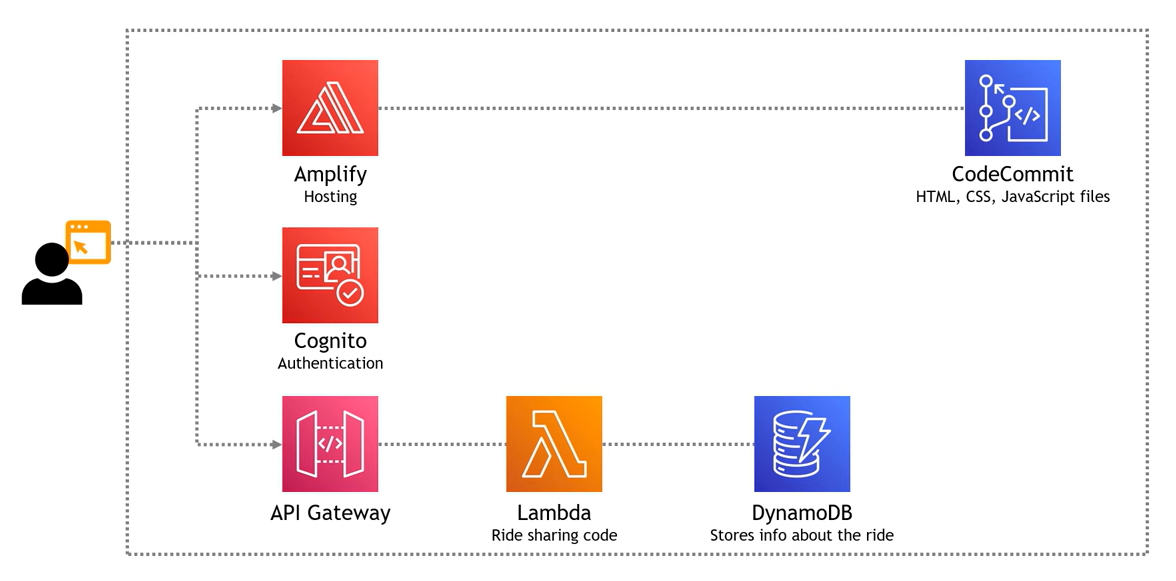 Amplify
Hosting
CodeCommit
HTML, CSS, JavaScript files
</>
Cognito
Authentication
</>
API Gateway
Lambda
Ride sharing code
DynamoDB
Stores info about the ride